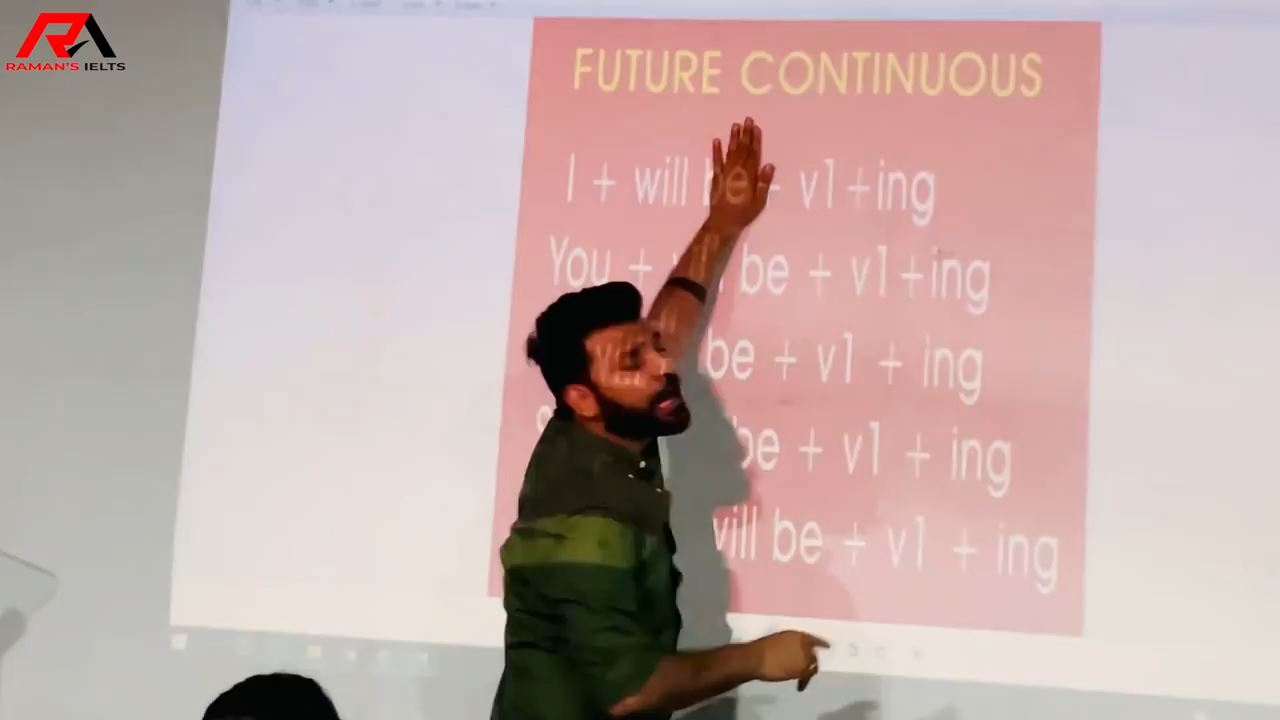 RAMAN'S IELTS
FUTURE CONTINUOUS
I + will be + v1 +ing
You + be + v1 +ing
be + v1 + ing
be + v1 + ing
will be + v1 + ing